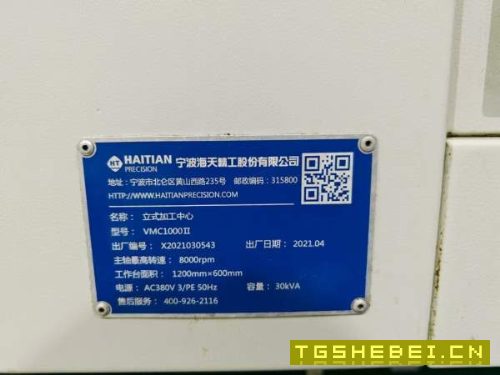 HT HAITIAN PRECISION 宁波海天精工股份有限公司
地址:宁波市北仑区黄山西路235号 邮政编码:315800
HTTP://WWW.HAITIANPRECISION.COM
名称:立式加工中心
型号:VMC1000II
出厂编号:X2021030543 出厂日期:2021.04
主轴最高转速:8000rpm
工作台面积:1200mm×600mm
电源:AC380V 3/PE 50Hz 容量:30kVA
售后服务:400-926-2116
TGSHEBEI.CN